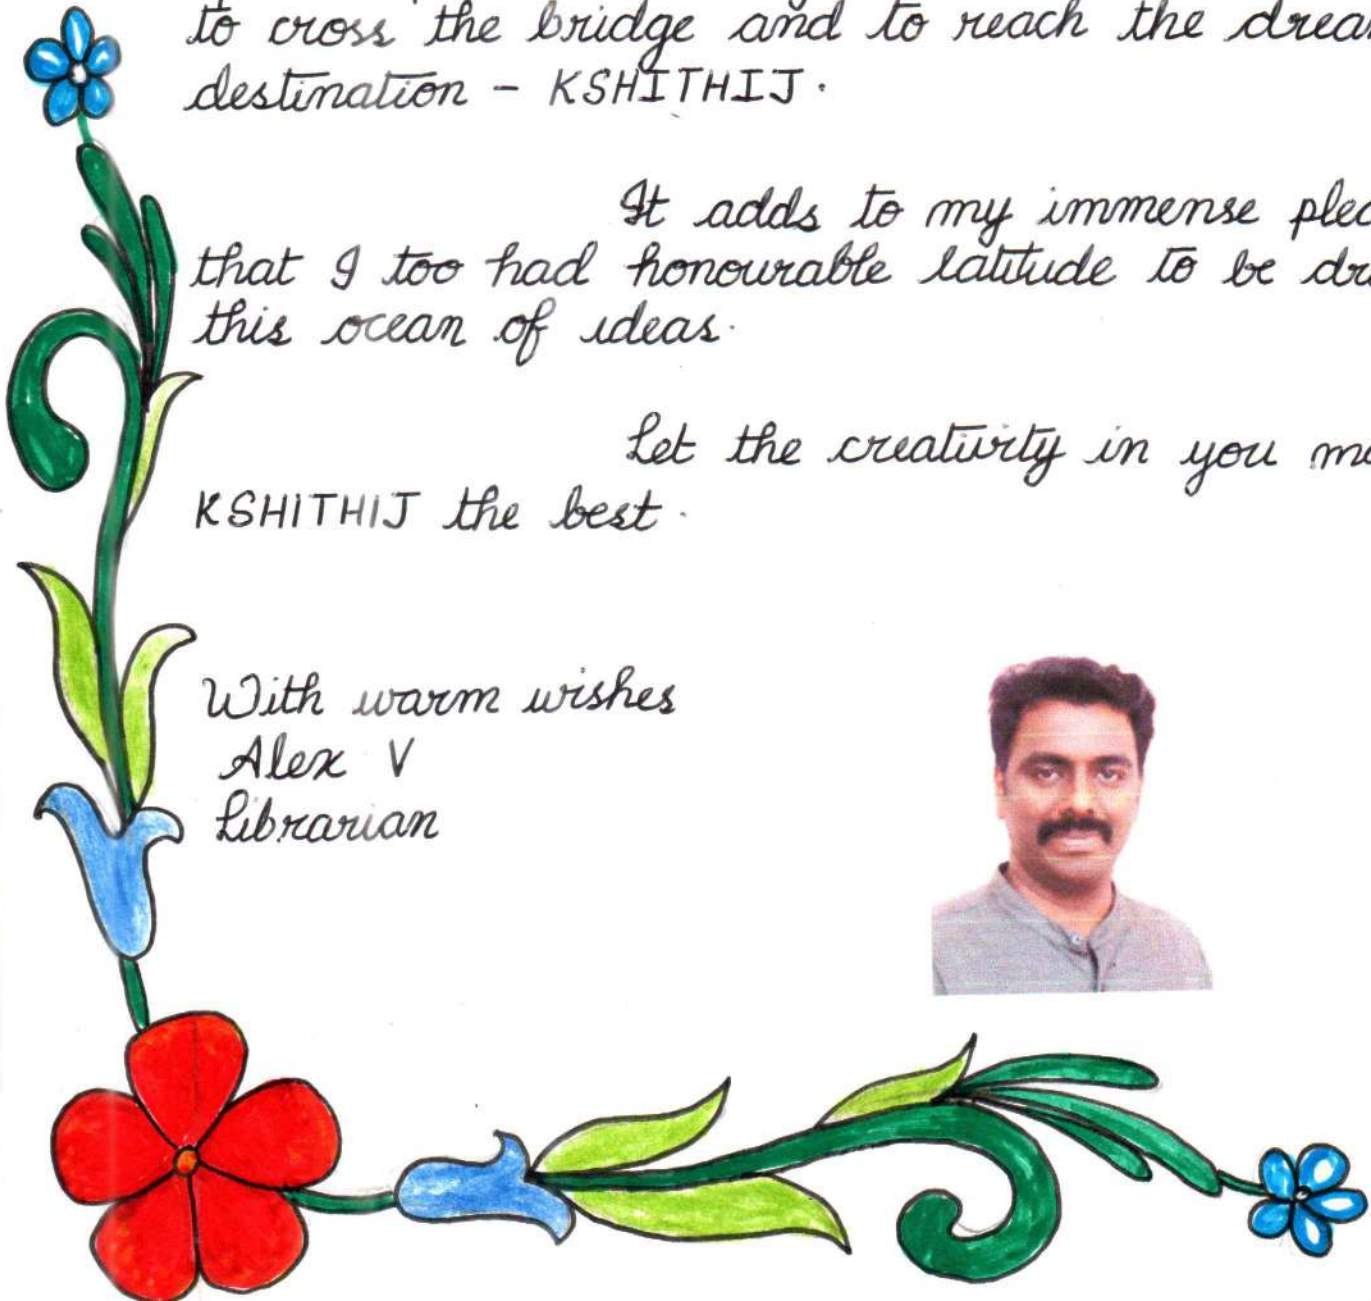 to cross the bridge and to reach the
destination - KSHITHIJ.
It adds to my immense
that I too had honourable latitude to be
this ocean of ideas.
Let the creativity in you
KSHITHIJ the best.
With warm wishes
Alex V
Librarian